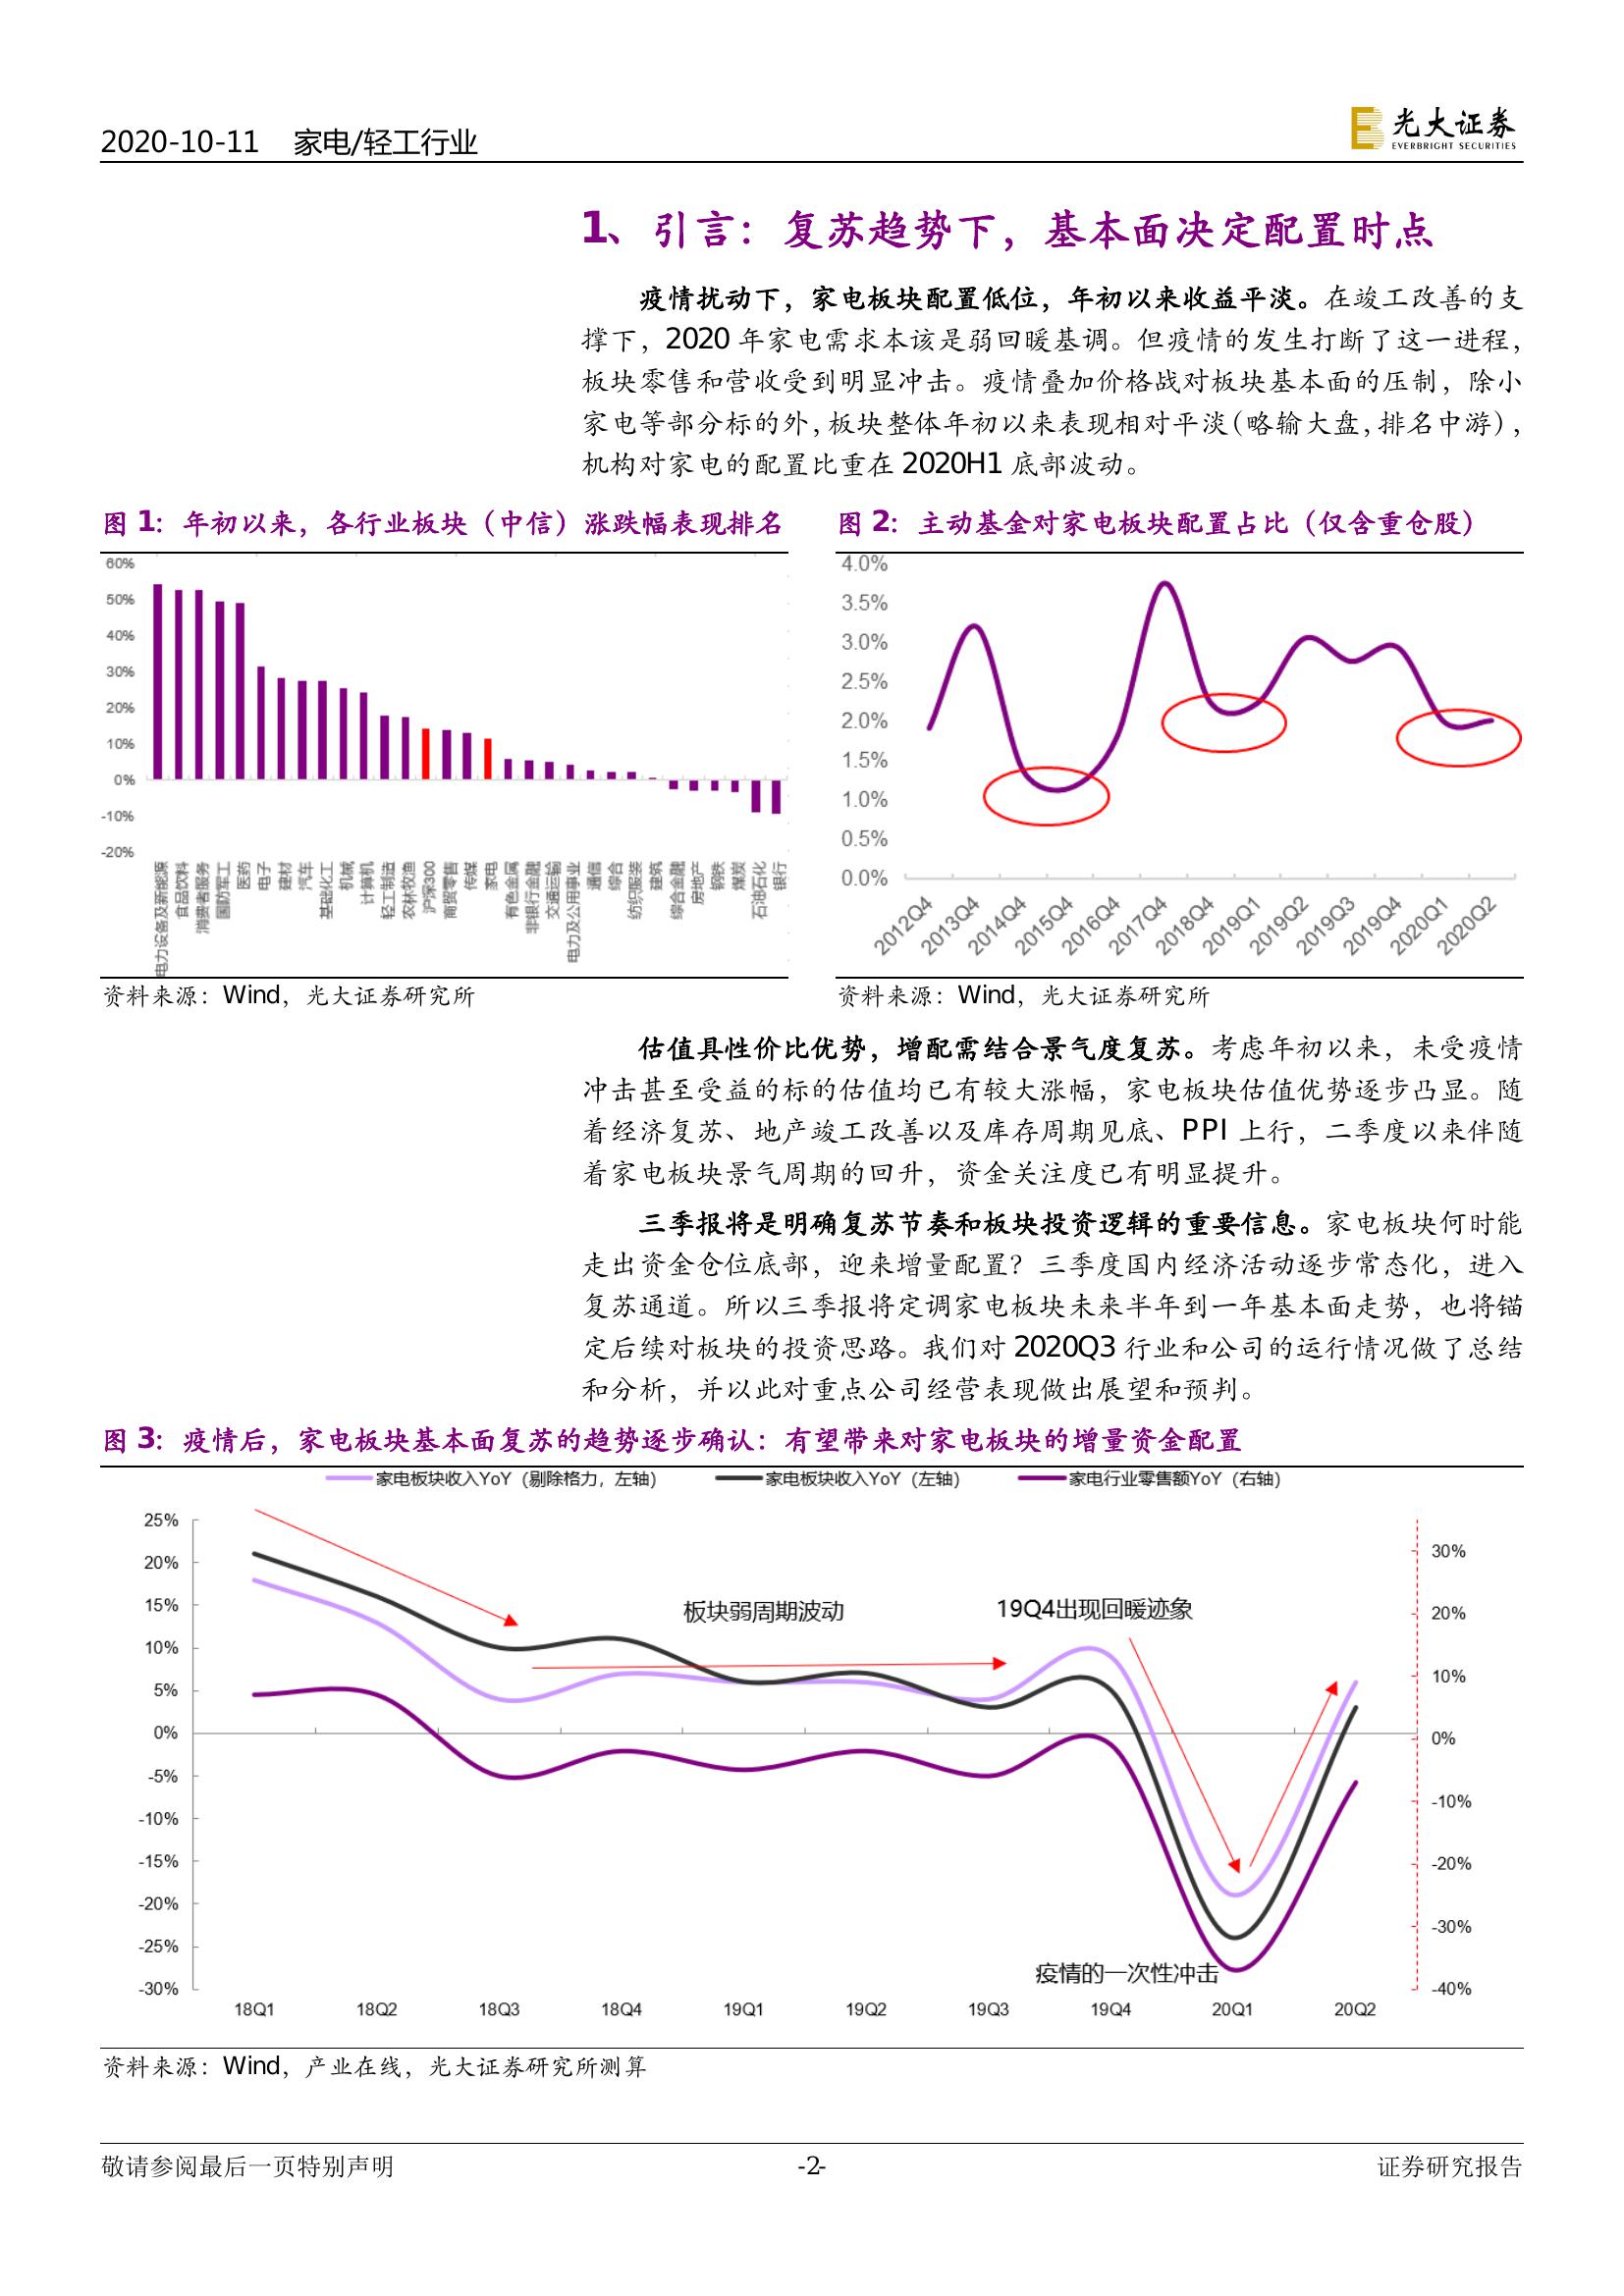 2020-10-11 家电/轻工行业
光大证券
EVERBRIGHT SECURITIES
1、引言：复苏趋势下，基本面决定配置时点
疫情扰动下，家电板块配置低位，年初以来收益平淡。在竣工改善的支
撑下，2020 年家电需求本该是弱回暖基调。但疫情的发生打断了这一进程，
板块零售和营收受到明显冲击。疫情叠加价格战对板块基本面的压制，除小
家电等部分标的外，板块整体年初以来表现相对平淡（略输大盘，排名中游），
机构对家电的配置比重在 2020H1 底部波动。
图 1：年初以来，各行业板块（中信）涨跌幅表现排名
60%
50%
40%
30%
20%
10%
0%
-10%
-20%
电力设备及新能源
食品饮料
消费者服务
国防军工
医药
电子
建材
汽车
基础化工
机械
计算机
轻工制造
农林牧渔
沪深300
商贸零售
传媒
家电
有色金属
非银行金融
交通运输
电力及公用事业
通信
综合
纺织服装
建筑
综合金融
房地产
钢铁
煤炭
石油石化
银行
资料来源：Wind，光大证券研究所
图 2：主动基金对家电板块配置占比（仅含重仓股）
4.0%
3.5%
3.0%
2.5%
2.0%
1.5%
1.0%
0.5%
0.0%
2012Q4
2013Q4
2014Q4
2015Q4
2016Q4
2017Q4
2018Q4
2019Q1
2019Q2
2019Q3
2019Q4
2020Q1
2020Q2
资料来源：Wind，光大证券研究所
估值具性价比优势，增配需结合景气度复苏。考虑年初以来，未受疫情
冲击甚至受益的标的估值均已有较大涨幅，家电板块估值优势逐步凸显。随
着经济复苏、地产竣工改善以及库存周期见底、PPI 上行，二季度以来伴随
着家电板块景气周期的回升，资金关注度已有明显提升。
三季报将是明确复苏节奏和板块投资逻辑的重要信息。家电板块何时能
走出资金仓位底部，迎来增量配置？三季度国内经济活动逐步常态化，进入
复苏通道。所以三季报将定调家电板块未来半年到一年基本面走势，也将锚
定后续对板块的投资思路。我们对 2020Q3 行业和公司的运行情况做了总结
和分析，并以此对重点公司经营表现做出展望和预判。
图 3：疫情后，家电板块基本面复苏的趋势逐步确认：有望带来对家电板块的增量资金配置
家电板块收入YoY（剔除格力，左轴） 家电板块收入YoY（左轴） 家电行业零售额YoY（右轴）
25%
20%
15%
10%
5%
0%
-5%
-10%
-15%
-20%
-25%
-30%
板块弱周期波动
19Q4出现回暖迹象
疫情的一次性冲击
30%
20%
10%
0%
-10%
-20%
-30%
-40%
18Q1 18Q2 18Q3 18Q4 19Q1 19Q2 19Q3 19Q4 20Q1 20Q2
资料来源：Wind，产业在线，光大证券研究所测算
敬请参阅最后一页特别声明 -2- 证券研究报告